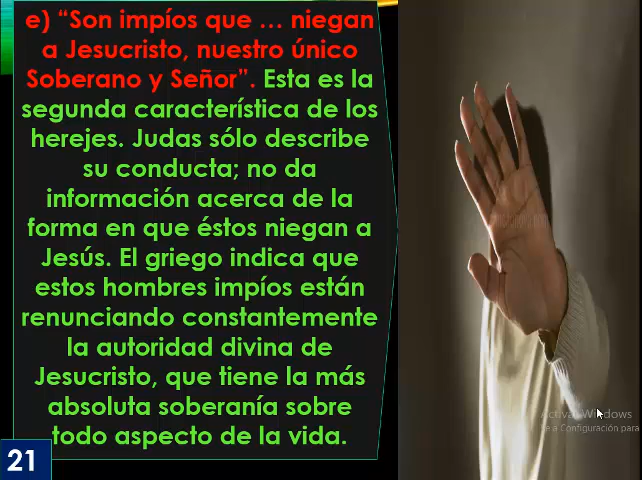 e) “Son impíos que … niegan
a Jesucristo, nuestro único
Soberano y Señor”. Esta es la
segunda característica de los
herejes. Judas sólo describe
su conducta; no da
información acerca de la
forma en que éstos niegan a
Jesús. El griego indica que
estos hombres impíos están
renunciando constantemente
la autoridad divina de
Jesucristo, que tiene la más
absoluta soberanía sobre
todo aspecto de la vida.
21
Activar Windows
Ve a Configuración para